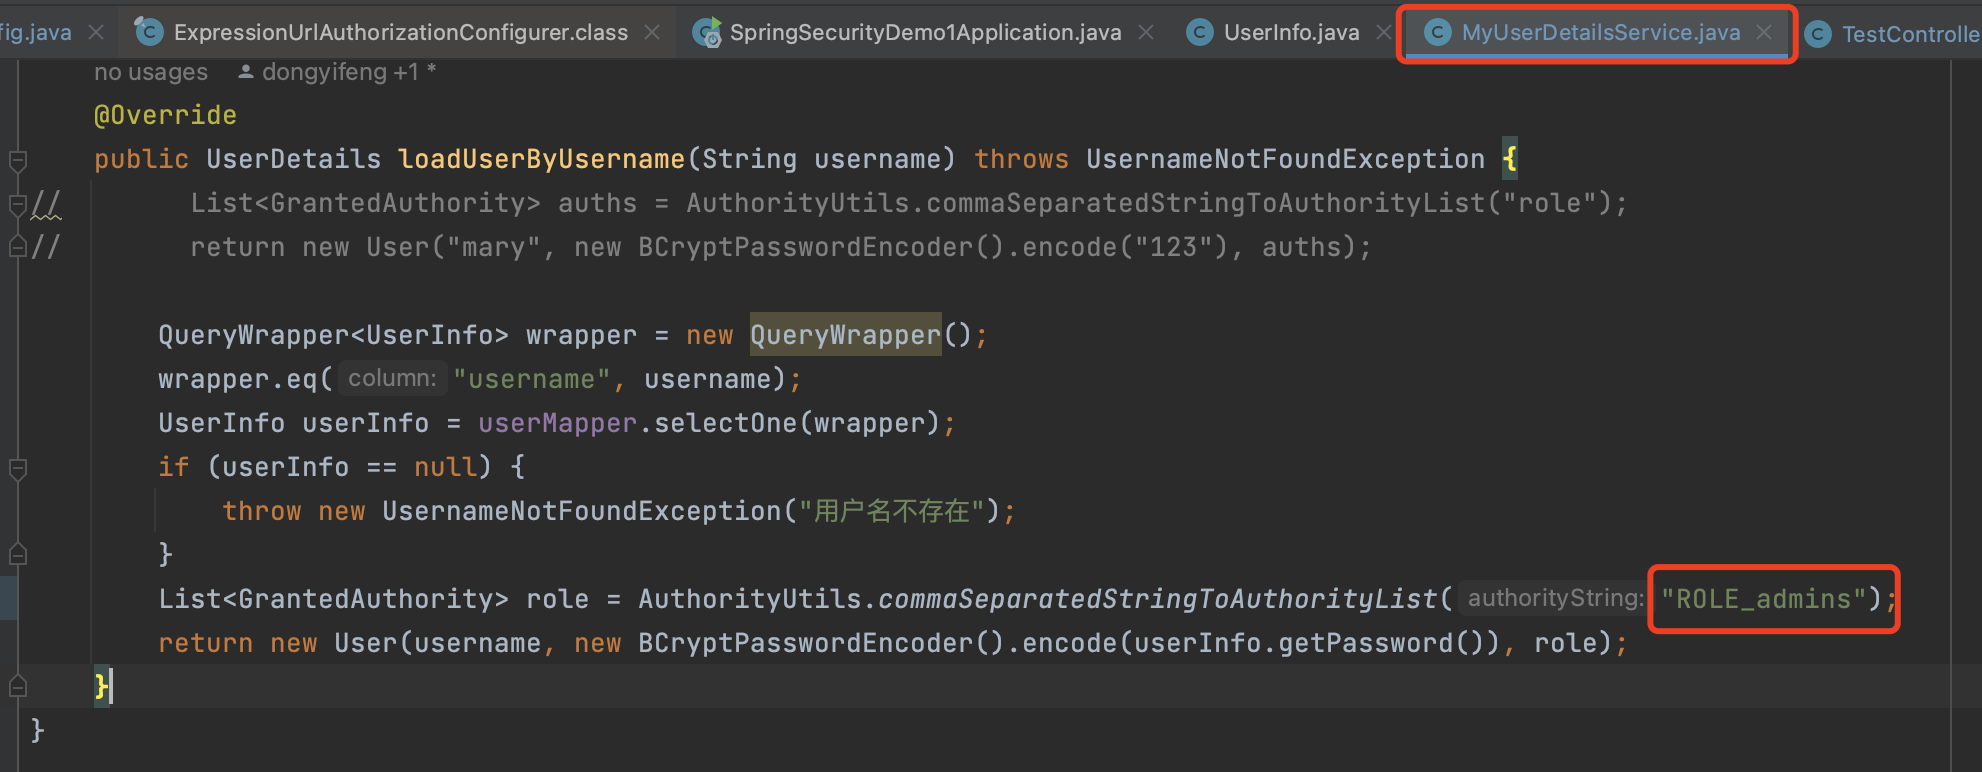 fig.java ExpressionUrlAuthorizationConfigurer.class SpringSecurityDemo1Application.java UserInfo.java MyUserDetailsService.java TestControlle
no usages dongyifeng +1 *
@Override
public UserDetails loadUserByUsername(String username) throws UsernameNotFoundException {
// List<GrantedAuthority> auths = AuthorityUtils.commaSeparatedStringToAuthorityList("role");
// return new User("mary", new BCryptPasswordEncoder().encode("123"), auths);
QueryWrapper<UserInfo> wrapper = new QueryWrapper();
wrapper.eq( column: "username", username);
UserInfo userInfo = userMapper.selectOne(wrapper);
if (userInfo == null) {
throw new UsernameNotFoundException("用户名不存在");
}
List<GrantedAuthority> role = AuthorityUtils.commaSeparatedStringToAuthorityList( authorityString: "ROLE_admins");
return new User(username, new BCryptPasswordEncoder().encode(userInfo.getPassword()), role);
}
}